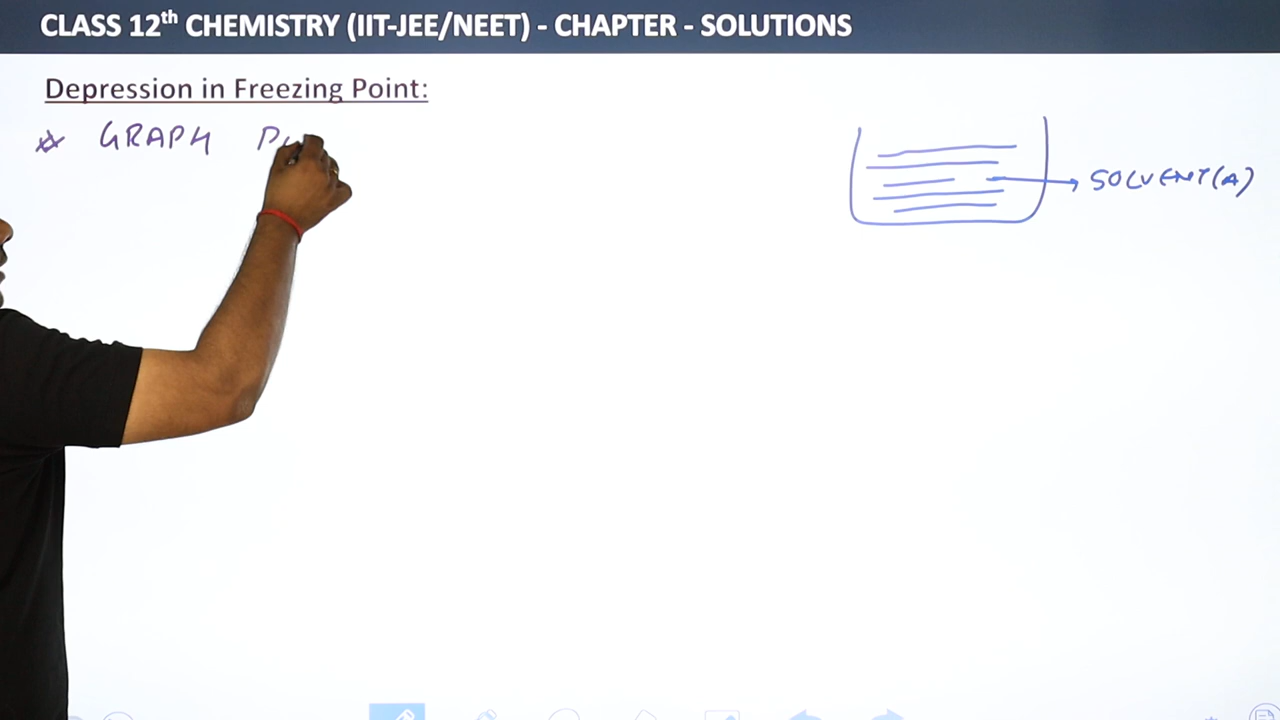 CLASS 12th CHEMISTRY (IIT-JEE/NEET) - CHAPTER - SOLUTIONS
Depression in Freezing Point:
☆ GRAPH
SOLVENT(A)